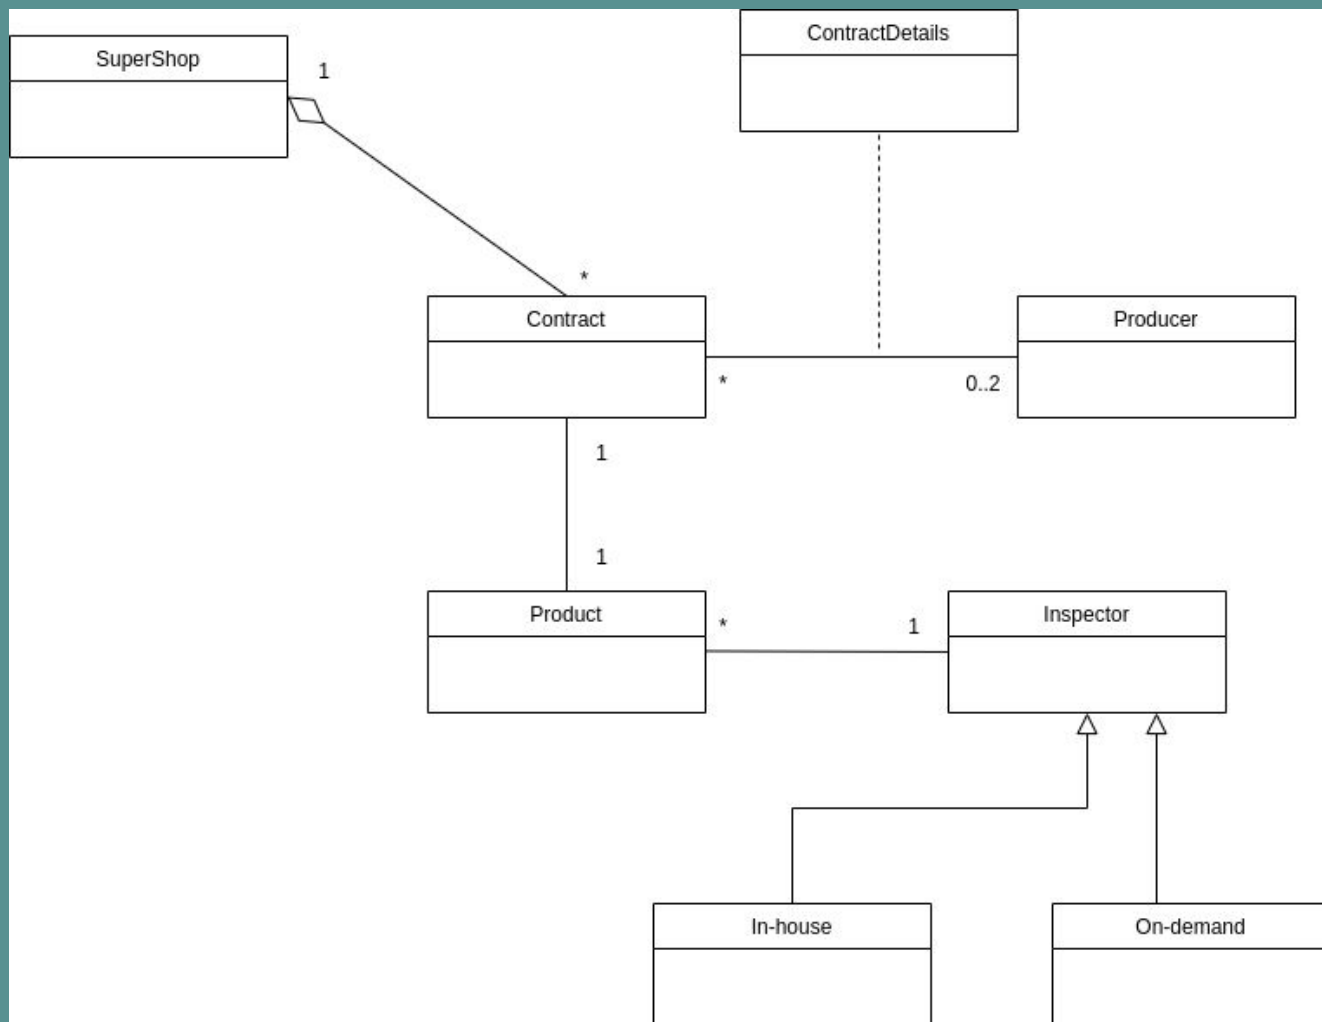 ContractDetails
SuperShop
1
*
Contract
Producer
*
0..2
1
1
Product
*
1
Inspector
In-house
On-demand